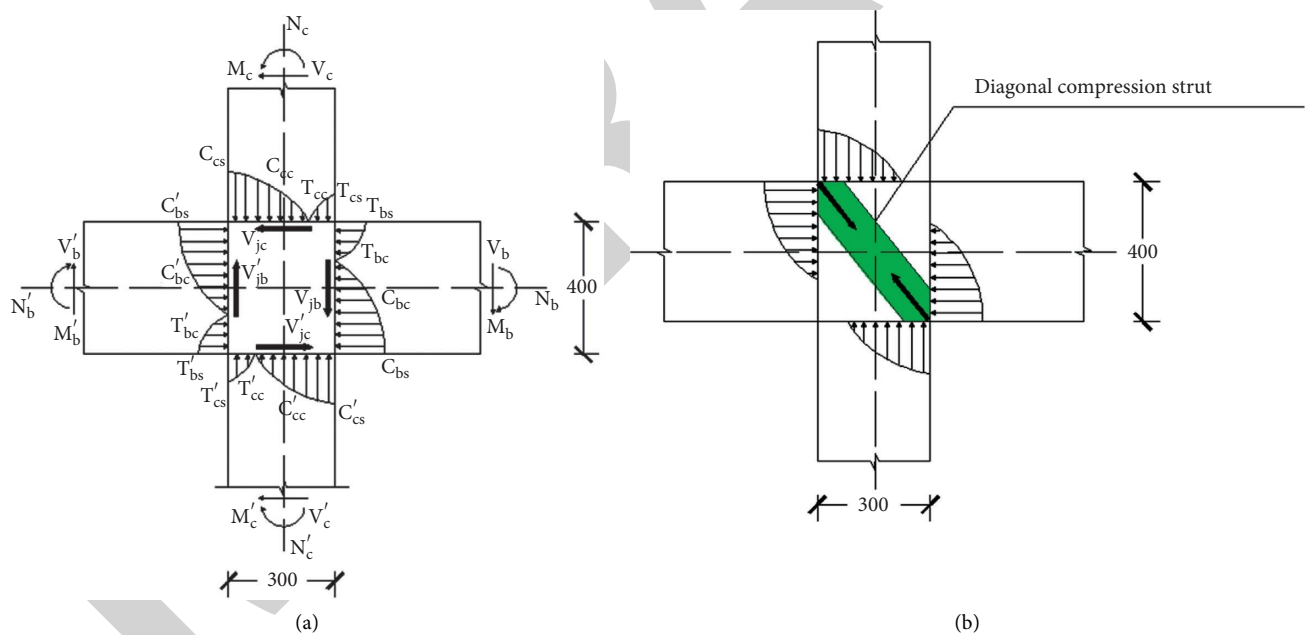 N_c
M_c V_c
C_cs
C_cc
T_cc
T_cs
C'_bs
T_bs
V_jc
V'_b
V_b
T_bc
C'_bc
V'_jb
C_bc
400
N'_b
V_jb
N_b
T'_bc
V'_jc
M'_b
M_b
T'_bs
C_bs
T'_cs
T'_cc
C'_cc
C'_cs
M'_c V'_c
N'_c
300
(a)
Diagonal compression strut
400
300
(b)